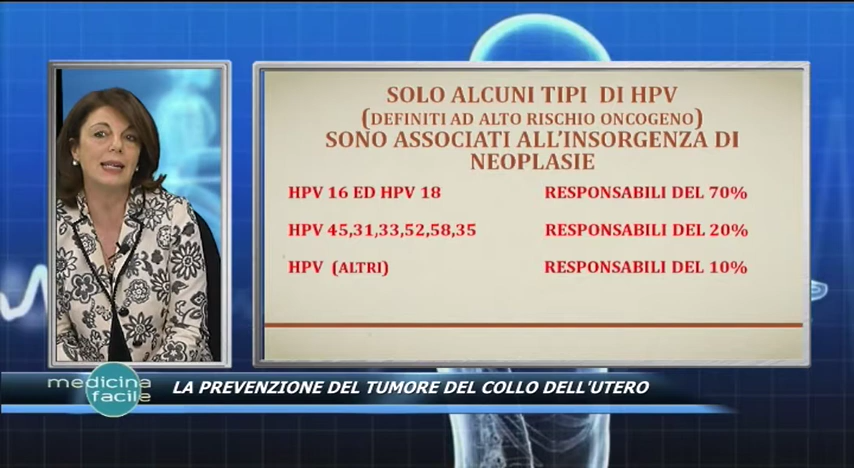 SOLO ALCUNI TIPI DI HPV
(DEFINITI AD ALTO RISCHIO ONCOGENO)
SONO ASSOCIATI ALL'INSORGENZA DI
NEOPLASIE
HPV 16 ED HPV 18 RESPONSABILI DEL 70%
HPV 45,31,33,52,58,35 RESPONSABILI DEL 20%
HPV (ALTRI) RESPONSABILI DEL 10%
medicina
facile
LA PREVENZIONE DEL TUMORE DEL COLLO DELL'UTERO